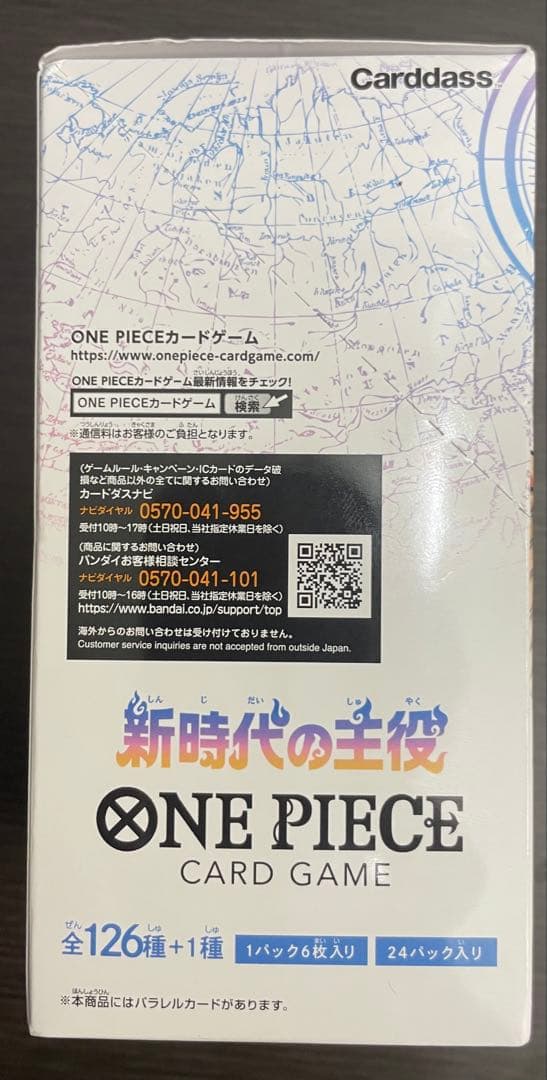 Carddass™
ONE PIECEカードゲーム
https://www.onepiece-cardgame.com/
ONE PIECEカードゲーム最新情報をチェック!
ONE PIECEカードゲーム 検索
※通信料はお客様のご負担となります。
(ゲームルール・キャンペーン・ICカードのデータ破
損など商品以外の全てに関するお問い合わせ)
カードダスナビ
ナビダイヤル 0570-041-955
受付10時~17時(土日祝日、当社指定休業日を除く)
(商品に関するお問い合わせ)
バンダイお客様相談センター
ナビダイヤル 0570-041-101
受付10時~16時(土日祝日、当社指定休業日を除く)
https://www.bandai.co.jp/support/top
海外からのお問い合わせは受け付けておりません。
Customer service inquiries are not accepted from outside Japan.
新時代の主役
ONE PIECE
CARD GAME
全126種+1種 1パック6枚入り 24パック入り
※本商品にはパラレルカードがあります。